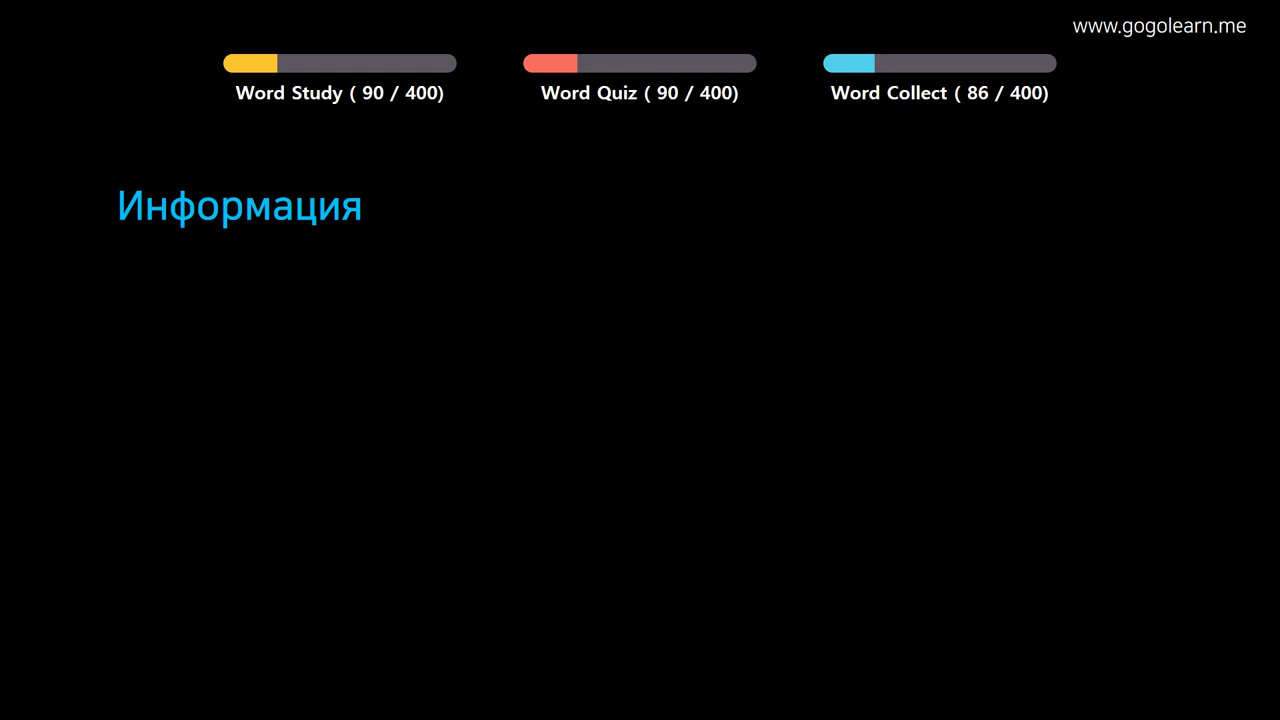 www.gogolearn.me
Word Study ( 90 / 400)
Word Quiz ( 90 / 400)
Word Collect ( 86 / 400)
Информация